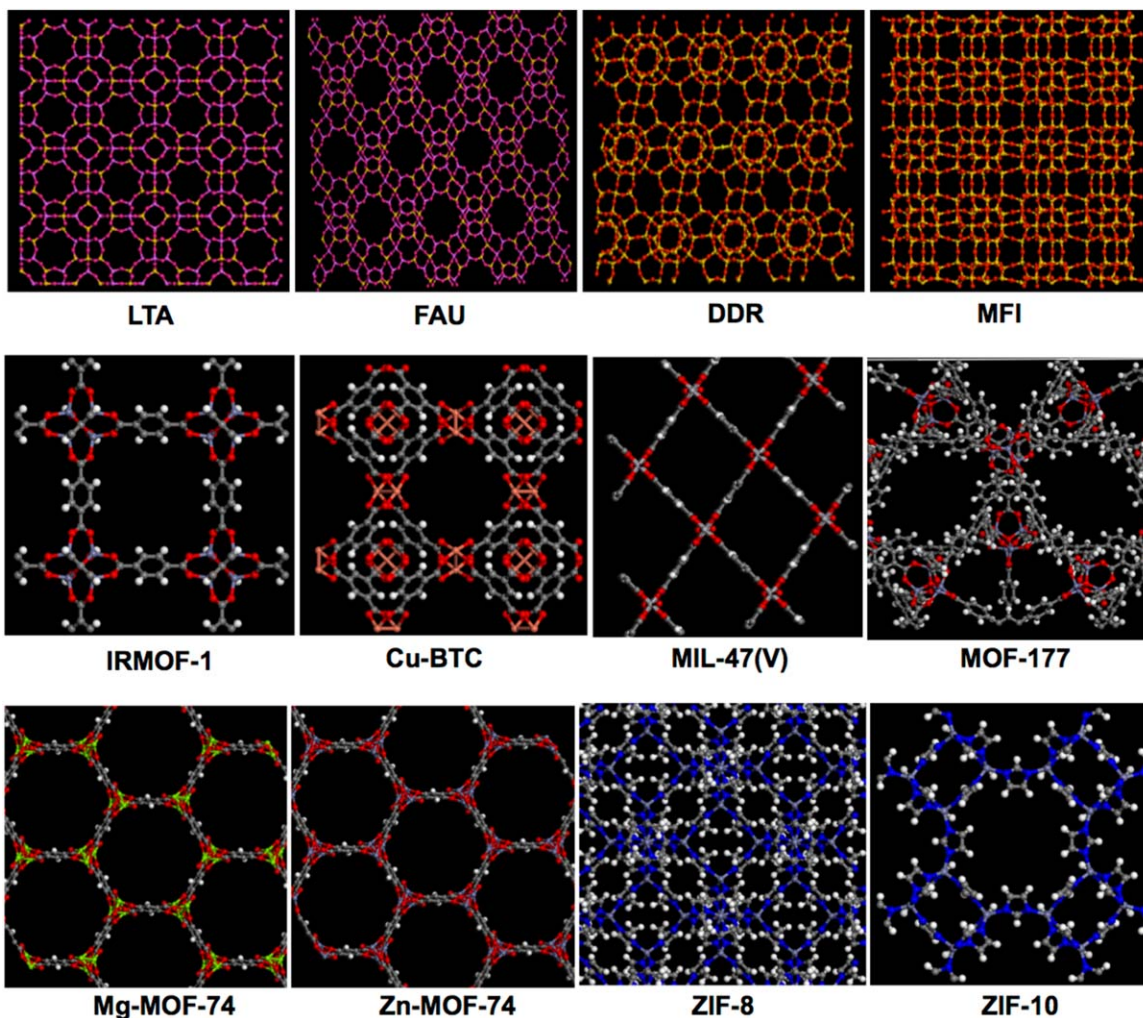 LTA
FAU
DDR
MFI
IRMOF-1
Cu-BTC
MIL-47(V)
MOF-177
Mg-MOF-74
Zn-MOF-74
ZIF-8
ZIF-10